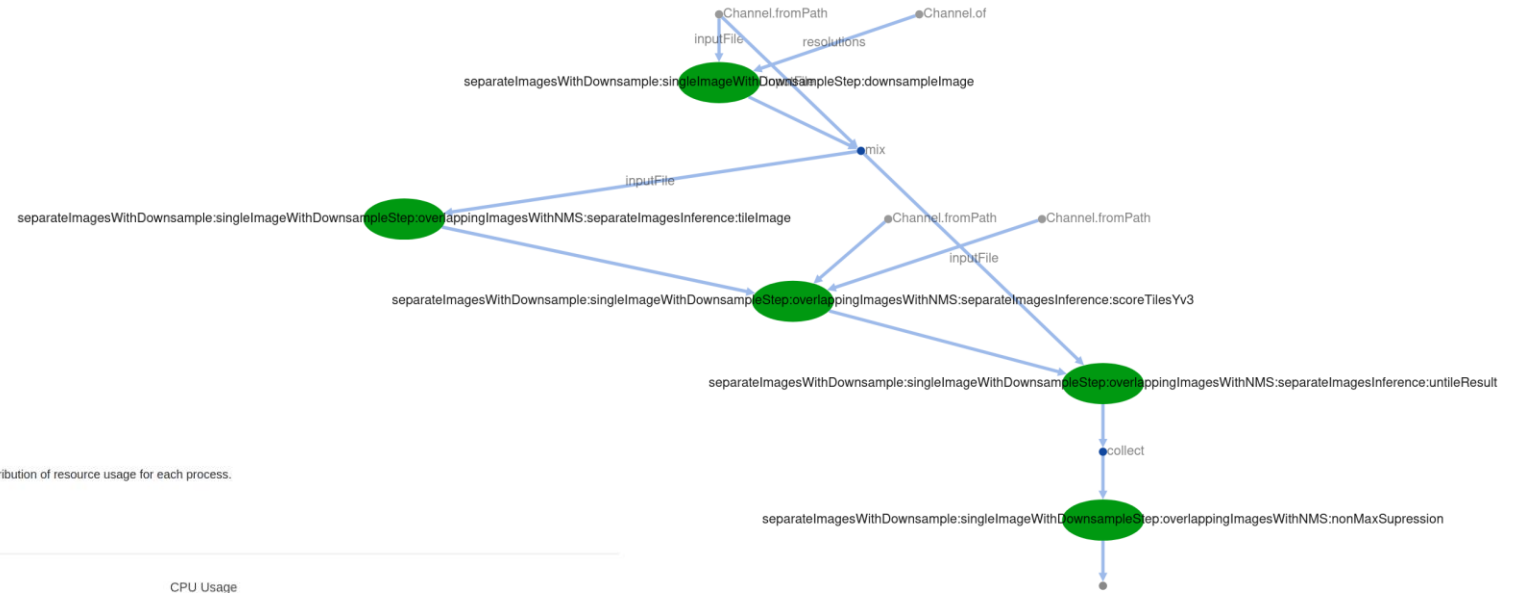 Channel.fromPath
Channel.of
inputFile
resolutions
separateImagesWithDownsample:singleImageWithDownsampleStep:downsampleImage
mix
inputFile
separateImagesWithDownsample:singleImageWithDownsampleStep:overlappingImagesWithNMS:separateImagesInference:tileImage
Channel.fromPath
Channel.fromPath
inputFile
separateImagesWithDownsample:singleImageWithDownsampleStep:overlappingImagesWithNMS:separateImagesInference:scoreTilesYv3
separateImagesWithDownsample:singleImageWithDownsampleStep:overlappingImagesWithNMS:separateImagesInference:untileResult
collect
ribution of resource usage for each process.
separateImagesWithDownsample:singleImageWithDownsampleStep:overlappingImagesWithNMS:nonMaxSupression
CPU Usage